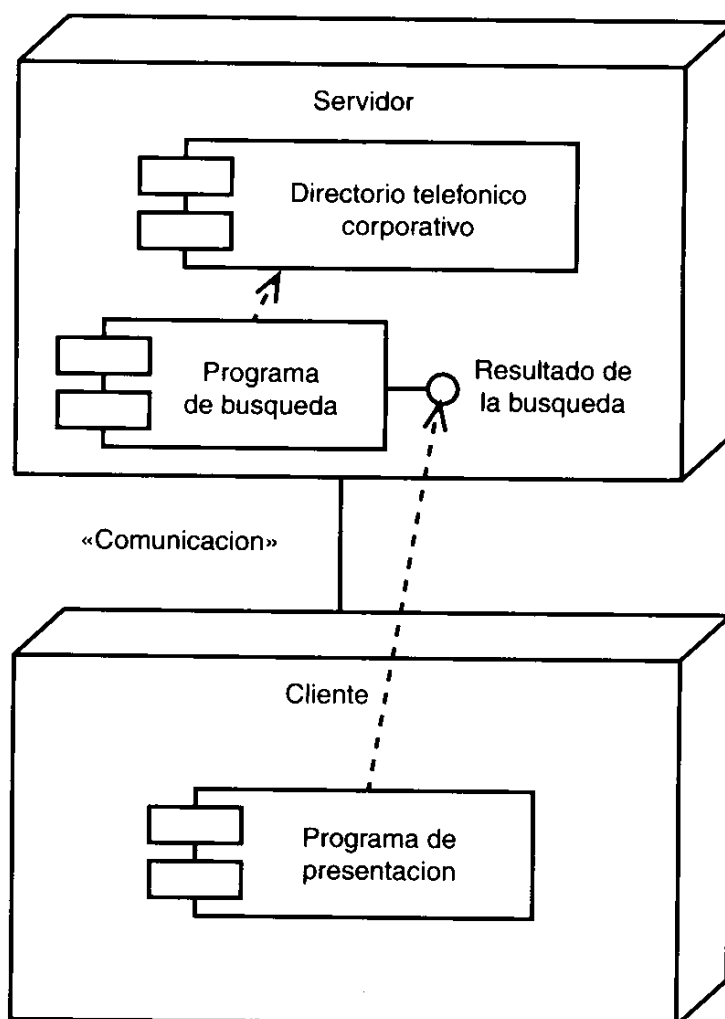 Servidor
Directorio telefonico
corporativo
Programa
de busqueda
Resultado de
la busqueda
«Comunicacion»
Cliente
Programa de
presentacion